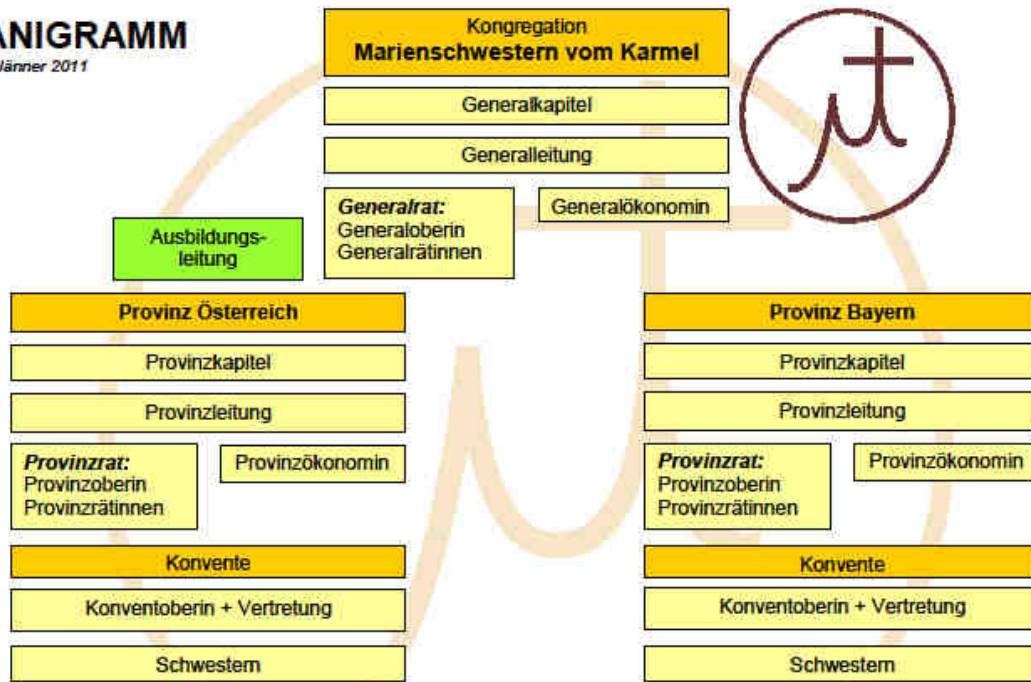 ANIGRAMM
Jänner 2011
Kongregation
Marienschwestern vom Karmel
Generalkapitel
Generalleitung
Generalrat:
Generaloberin
Generalrätinnen
Generalökonomin
Ausbildungs-
leitung
Provinz Österreich
Provinzkapitel
Provinzleitung
Provinzrat:
Provinzoberin
Provinzrätinnen
Provinzökonomin
Konvente
Konventoberin + Vertretung
Schwestern
Provinz Bayern
Provinzkapitel
Provinzleitung
Provinzrat:
Provinzoberin
Provinzrätinnen
Provinzökonomin
Konvente
Konventoberin + Vertretung
Schwestern